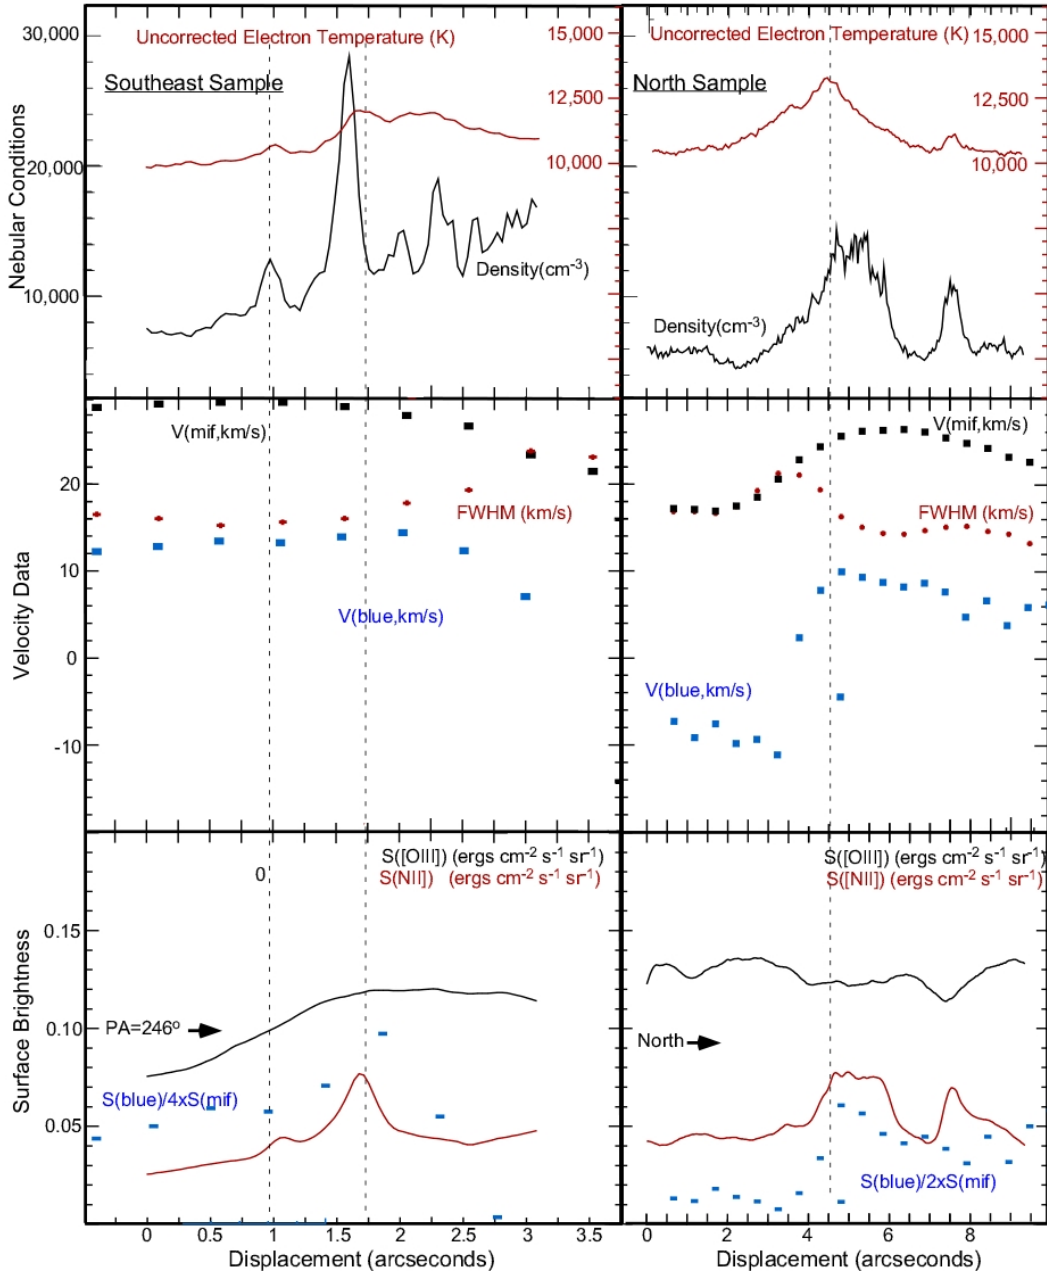 Uncorrected Electron Temperature (K)
Southeast Sample
30,000
20,000
10,000
15,000
12,500
10,000
Density(cm-3)
Nebular Conditions
Uncorrected Electron Temperature (K)
North Sample
15,000
12,500
10,000
Density(cm-3)
V(mif,km/s)
FWHM (km/s)
V(blue,km/s)
20
10
0
-10
Velocity Data
V(mif,km/s)
FWHM (km/s)
V(blue,km/s)
S([OIII]) (ergs cm-2 s-1 sr-1)
S(NII]) (ergs cm-2 s-1 sr-1)
0
0.15
0.10
0.05
Surface Brightness
PA=246o
S(blue)/4xS(mif)
0 0.5 1 1.5 2 2.5 3 3.5
Displacement (arcseconds)
S([OIII]) (ergs cm-2 s-1 sr-1)
S([NII]) (ergs cm-2 s-1 sr-1)
North
S(blue)/2xS(mif)
0 2 4 6 8
Displacement (arcseconds)